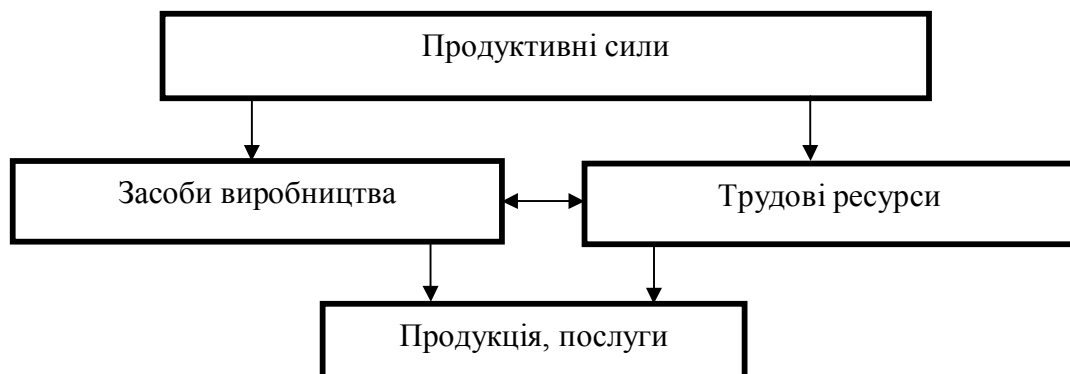 Продуктивні сили
Засоби виробництва
Трудові ресурси
Продукція, послуги